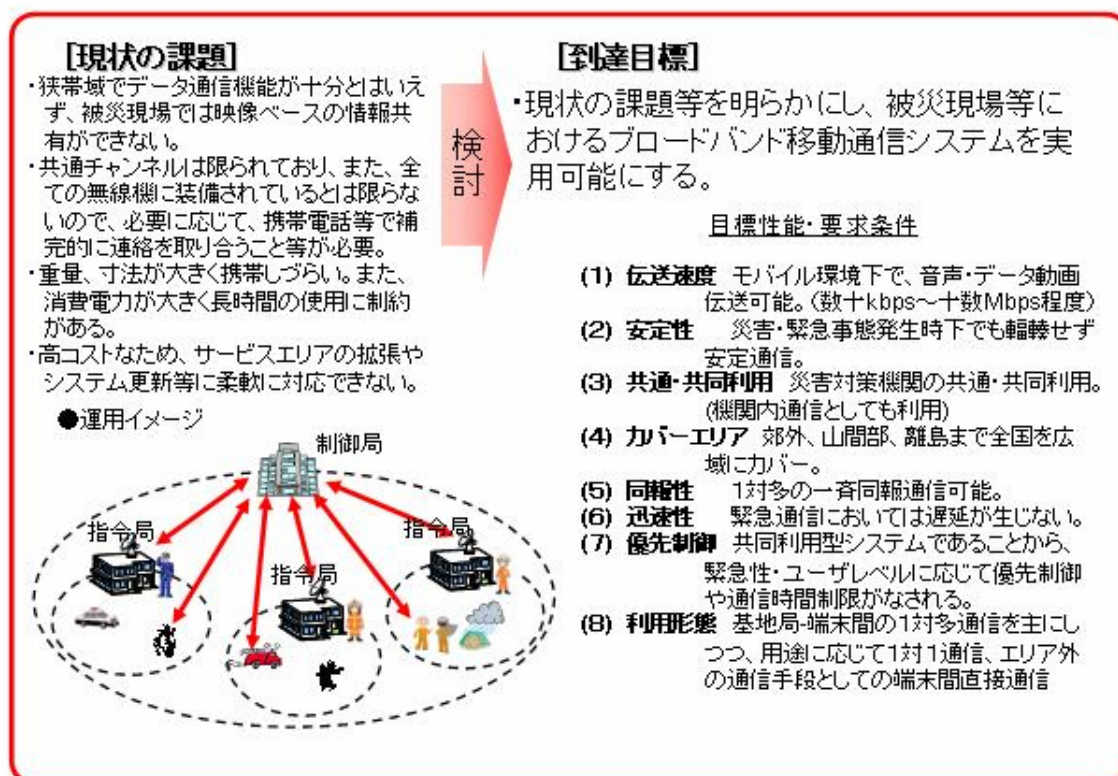 [現状の課題]
・狭帯域でデータ通信機能が十分とはいえ
ず、被災現場では映像ベースの情報共
有ができない。
・共通チャンネルは限られており、また、全
ての無線機に装備されているとは限らな
いので、必要に応じて、携帯電話等で補
完的に連絡を取り合うこと等が必要。
・重量、寸法が大きく携帯しづらい。また、
消費電力が大きく長時間の使用に制約
がある。
・高コストなため、サービスエリアの拡張や
システム更新等に柔軟に対応できない。
●運用イメージ
制御局
指令局
指令局
指令局
検討
[到達目標]
・現状の課題等を明らかにし、被災現場等に
おけるブロードバンド移動通信システムを実
用可能にする。
目標性能・要求条件
(1) 伝送速度 モバイル環境下で、音声・データ動画
伝送可能。(数十kbps～十数Mbps程度)
(2) 安定性 災害・緊急事態発生時下でも輻輳せず
安定通信。
(3) 共通・共同利用 災害対策機関の共通・共同利用。
(機関内通信としても利用)
(4) カバーエリア 郊外、山間部、離島まで全国を広
域にカバー。
(5) 同報性 1対多の一斉同報通信可能。
(6) 迅速性 緊急通信においては遅延が生じない。
(7) 優先制御 共同利用型システムであることから、
緊急性・ユーザレベルに応じて優先制御
や通信時間制限がなされる。
(8) 利用形態 基地局-端末間の1対多通信を主にし
つつ、用途に応じて1対1通信、エリア外
の通信手段としての端末間直接通信